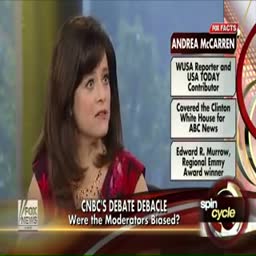 FOX FACTS
ANDREA McCARREN
WUSA Reporter and
USA TODAY
Contributor
Covered the Clinton
White House for
ABC News
Edward R. Murrow,
Regional Emmy
Award winner
CNBC'S DEBATE DEBACLE
Were the Moderators Biased?
FOX
NEWS
spin
cycle